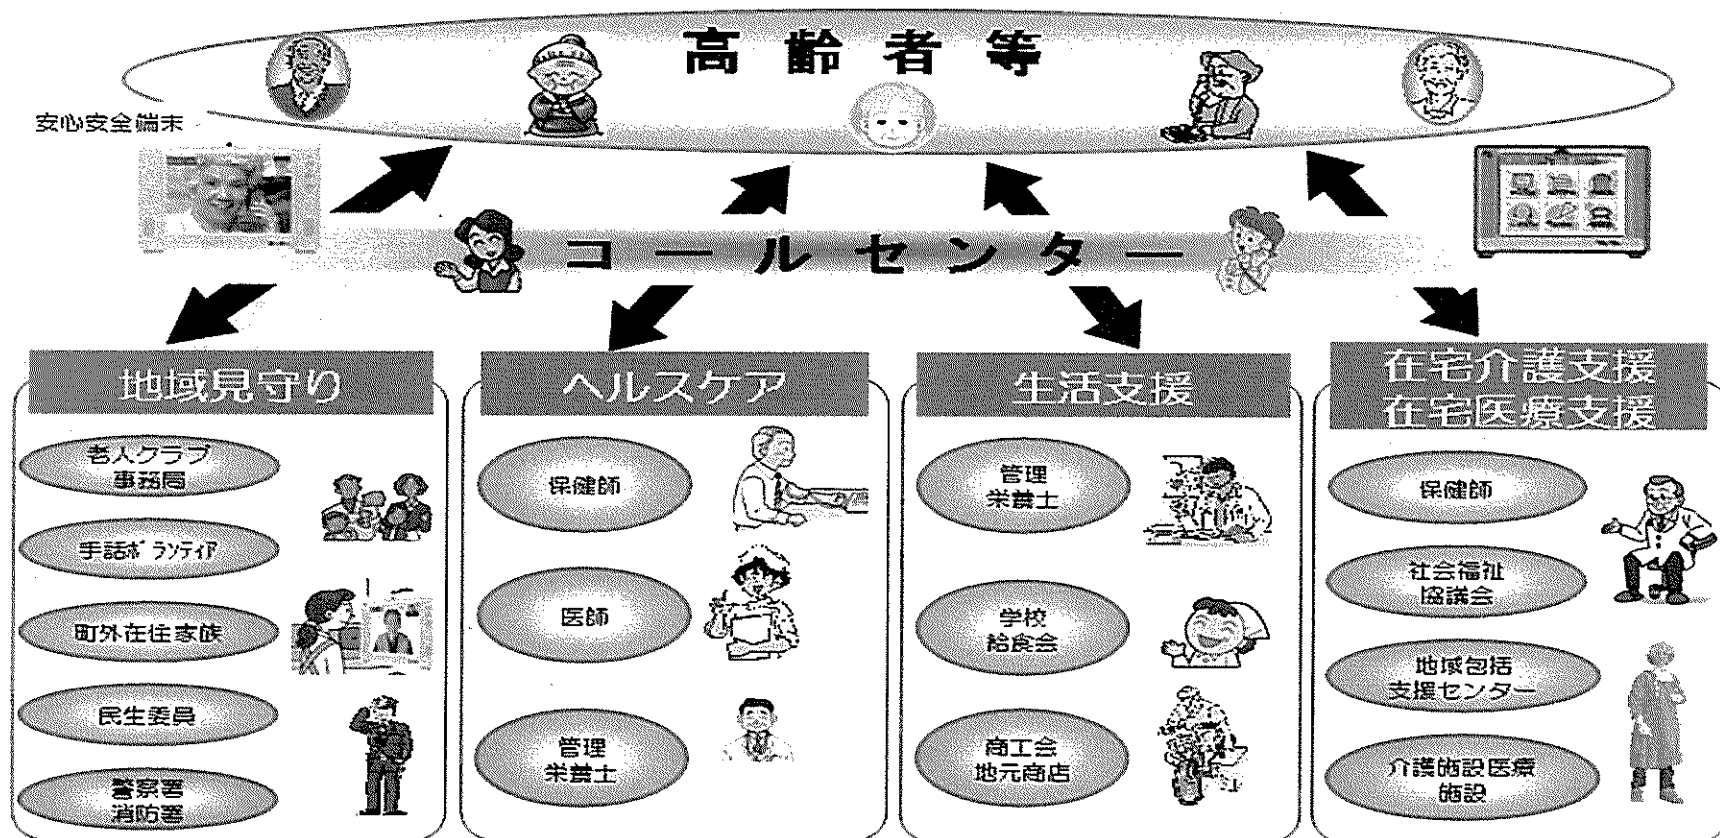 高齢者等
安心安全端末
コールセンター
地域見守り
老人クラブ
事務局
手話ボランティア
町外在住家族
民生委員
警察署
消防署
ヘルスケア
保健師
医師
管理
栄養士
生活支援
管理
栄養士
学校
給食会
商工会
地元商店
在宅介護支援
在宅医療支援
保健師
社会福祉
協議会
地域包括
支援センター
介護施設医療
施設